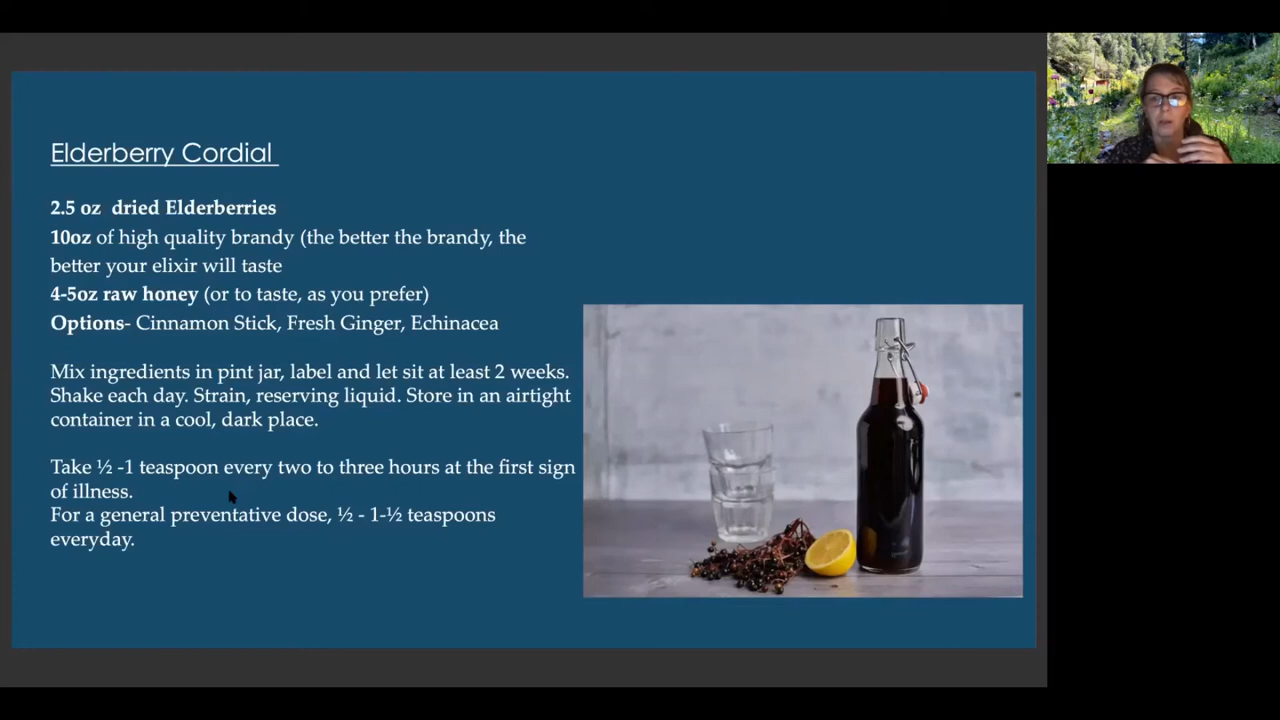 Elderberry Cordial
2.5 oz dried Elderberries
10oz of high quality brandy (the better the brandy, the
better your elixir will taste
4-5oz raw honey (or to taste, as you prefer)
Options- Cinnamon Stick, Fresh Ginger, Echinacea
Mix ingredients in pint jar, label and let sit at least 2 weeks.
Shake each day. Strain, reserving liquid. Store in an airtight
container in a cool, dark place.
Take ½ -1 teaspoon every two to three hours at the first sign
of illness.
For a general preventative dose, ½ - 1-½ teaspoons
everyday.